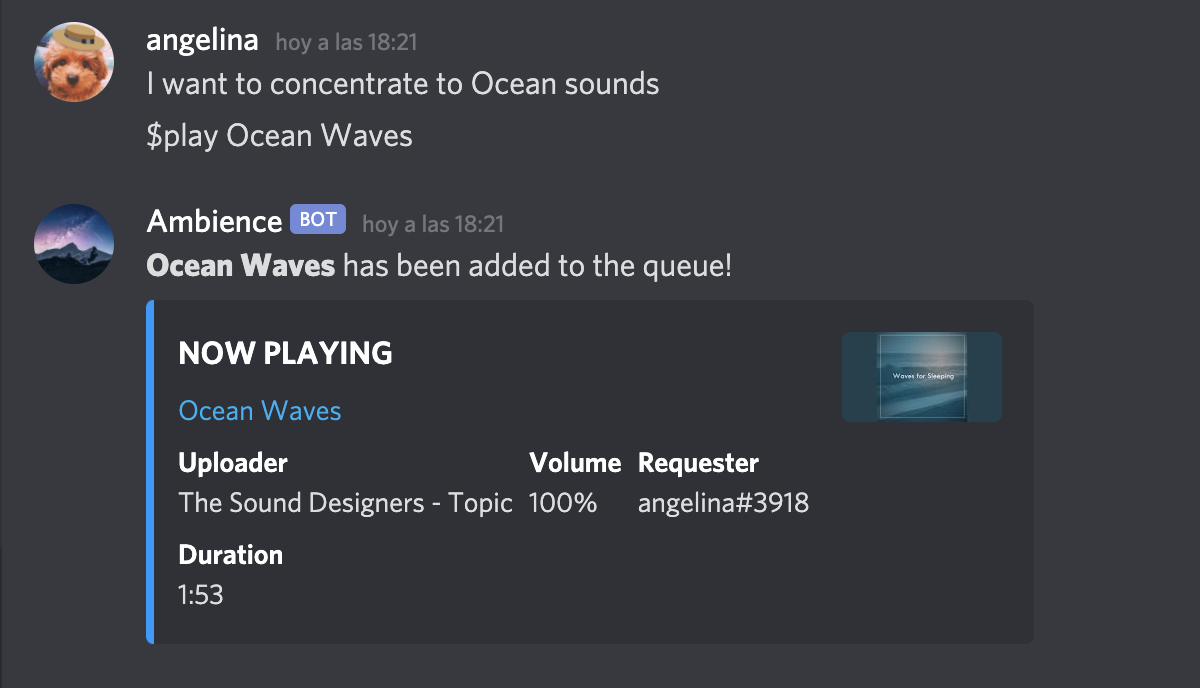 angelina hoy a las 18:21
I want to concentrate to Ocean sounds
$play Ocean Waves
Ambience BOT hoy a las 18:21
Ocean Waves has been added to the queue!
NOW PLAYING
Waves for Sleeping
Ocean Waves
Uploader Volume Requester
The Sound Designers - Topic 100% angelina#3918
Duration
1:53